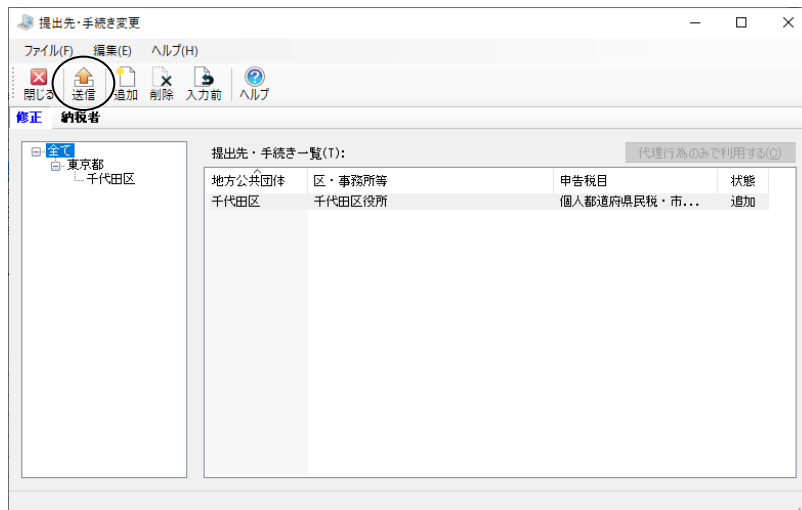 提出先・手続き変更
ファイル(F) 編集(E) ヘルプ(H)
閉じる 送信 追加 削除 入力前 ヘルプ
修正 納税者
全て
東京都
千代田区
提出先・手続き一覧(T): 代理行為のみで利用する(C)
地方公共団体 区・事務所等 申告税目 状態
千代田区 千代田区役所 個人都道府県民税・市... 追加